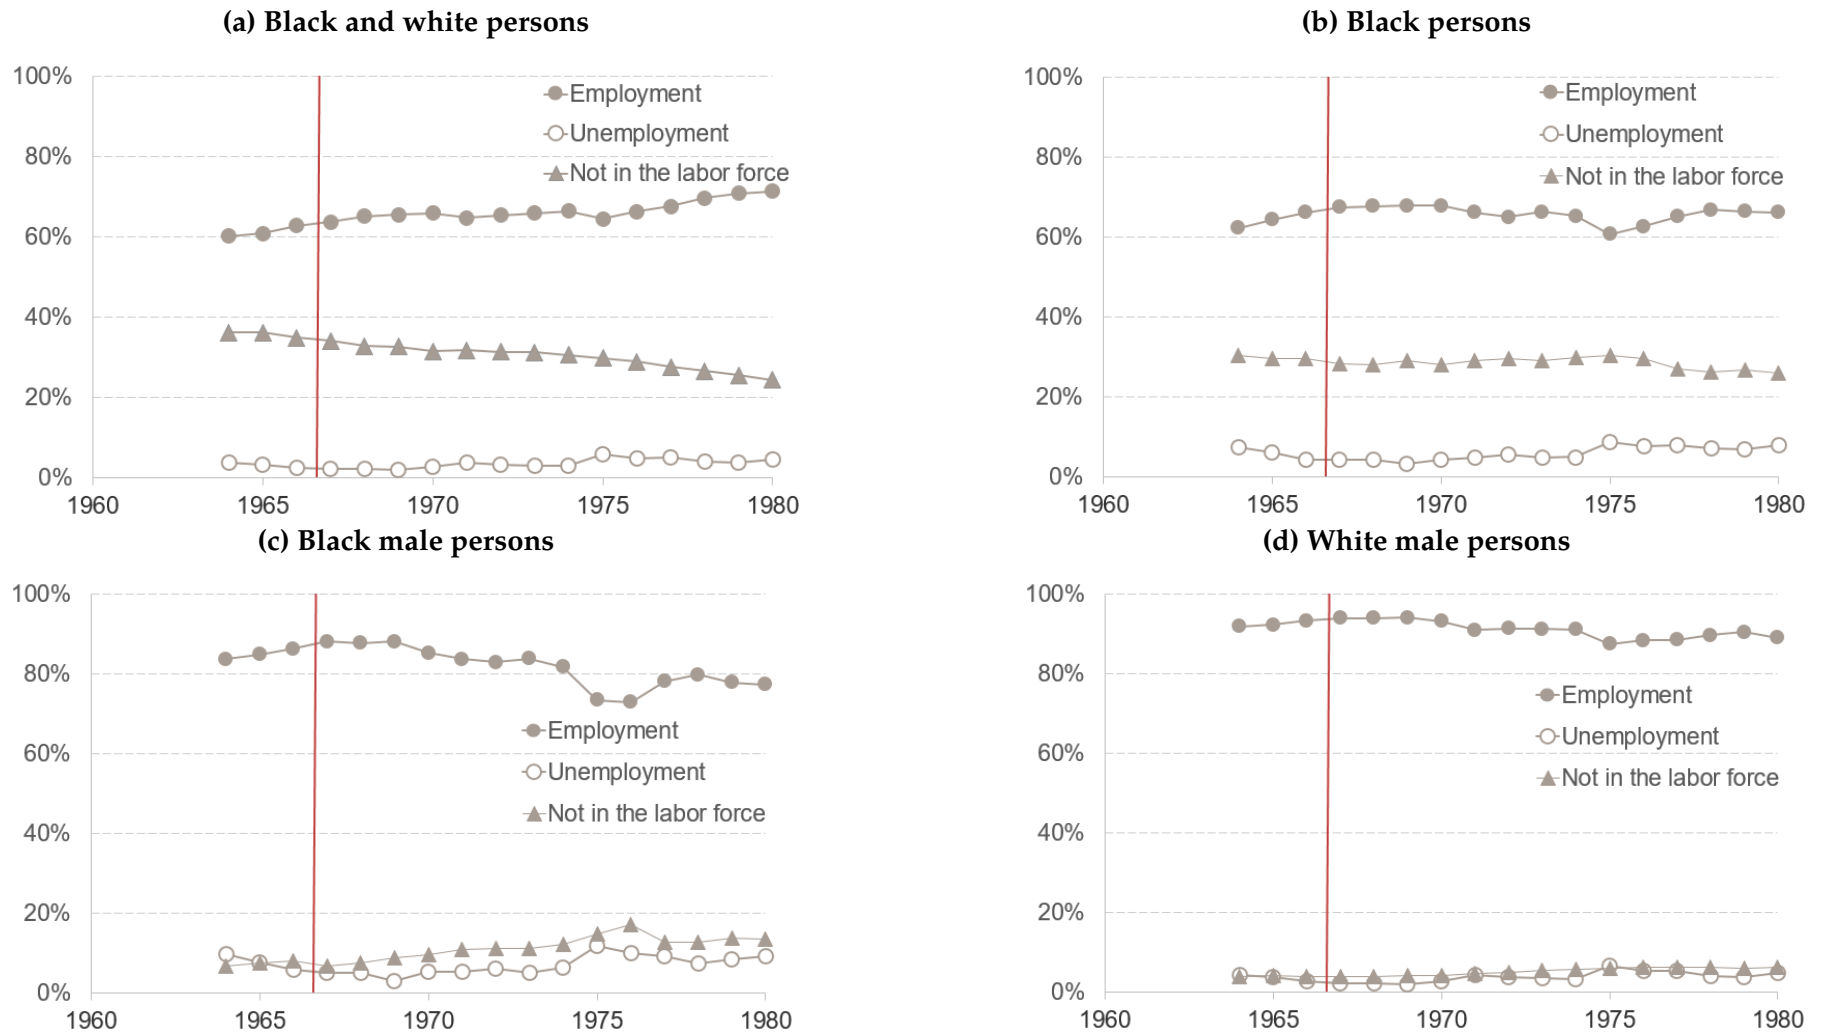 (a) Black and white persons
100%
80%
60%
40%
20%
0%
1960 1965 1970 1975 1980
Employment
Unemployment
Not in the labor force
(b) Black persons
100%
80%
60%
40%
20%
0%
1960 1965 1970 1975 1980
Employment
Unemployment
Not in the labor force
(c) Black male persons
100%
80%
60%
40%
20%
0%
1960 1965 1970 1975 1980
Employment
Unemployment
Not in the labor force
(d) White male persons
100%
80%
60%
40%
20%
0%
1960 1965 1970 1975 1980
Employment
Unemployment
Not in the labor force